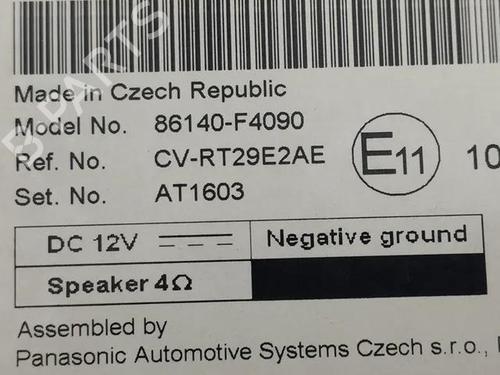 B PARTS
Made in Czech Republic
Model No. 86140-F4090
Ref. No. CV-RT29E2AE E11 10
Set. No. AT1603
DC 12V Negative ground
Speaker 4Ω
Assembled by
Panasonic Automotive Systems Czech s.r.o.,